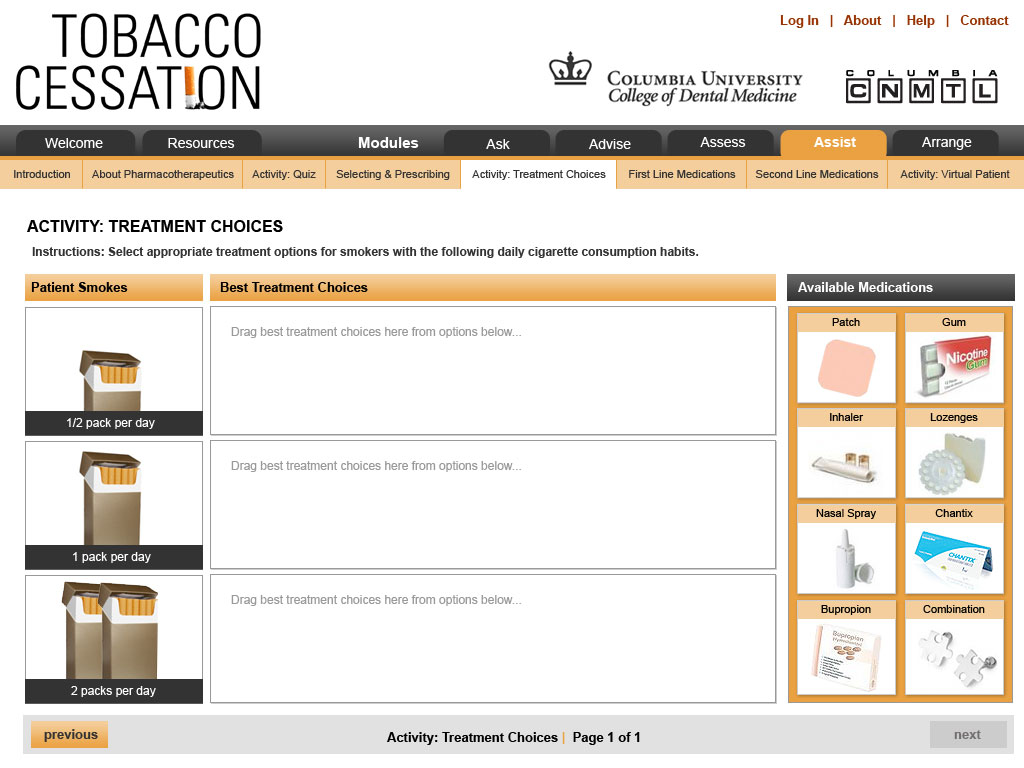 TOBACCO
CESSATION
Log In | About | Help | Contact
COLUMBIA UNIVERSITY
College of Dental Medicine
COLUMBIA
CNMTL
Welcome
Resources
Modules
Ask
Advise
Assess
Assist
Arrange
Introduction
About Pharmacotherapeutics
Activity: Quiz
Selecting & Prescribing
Activity: Treatment Choices
First Line Medications
Second Line Medications
Activity: Virtual Patient
ACTIVITY: TREATMENT CHOICES
Instructions: Select appropriate treatment options for smokers with the following daily cigarette consumption habits.
Patient Smokes
Best Treatment Choices
Available Medications
1/2 pack per day
Drag best treatment choices here from options below...
1 pack per day
Drag best treatment choices here from options below...
2 packs per day
Drag best treatment choices here from options below...
Patch
Gum
Nicotine
Gum
Inhaler
Lozenges
Nasal Spray
Chantix
CHANTIX
Bupropion
Bupropion
Combination
previous
Activity: Treatment Choices | Page 1 of 1
next